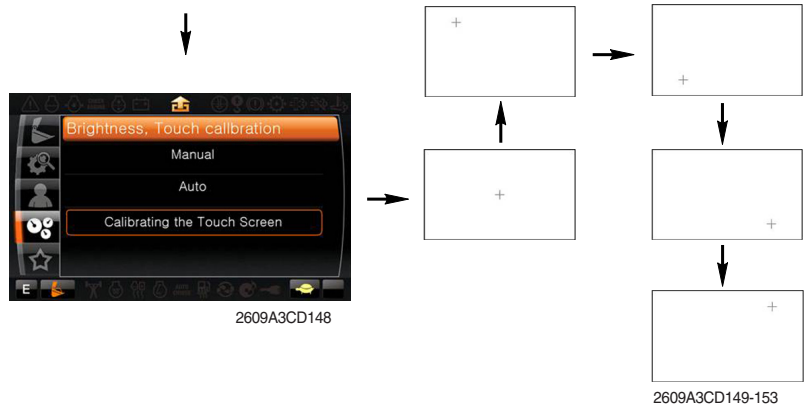 Brightness, Touch callbration
Manual
Auto
Calibrating the Touch Screen
E
2609A3CD148
2609A3CD149-153